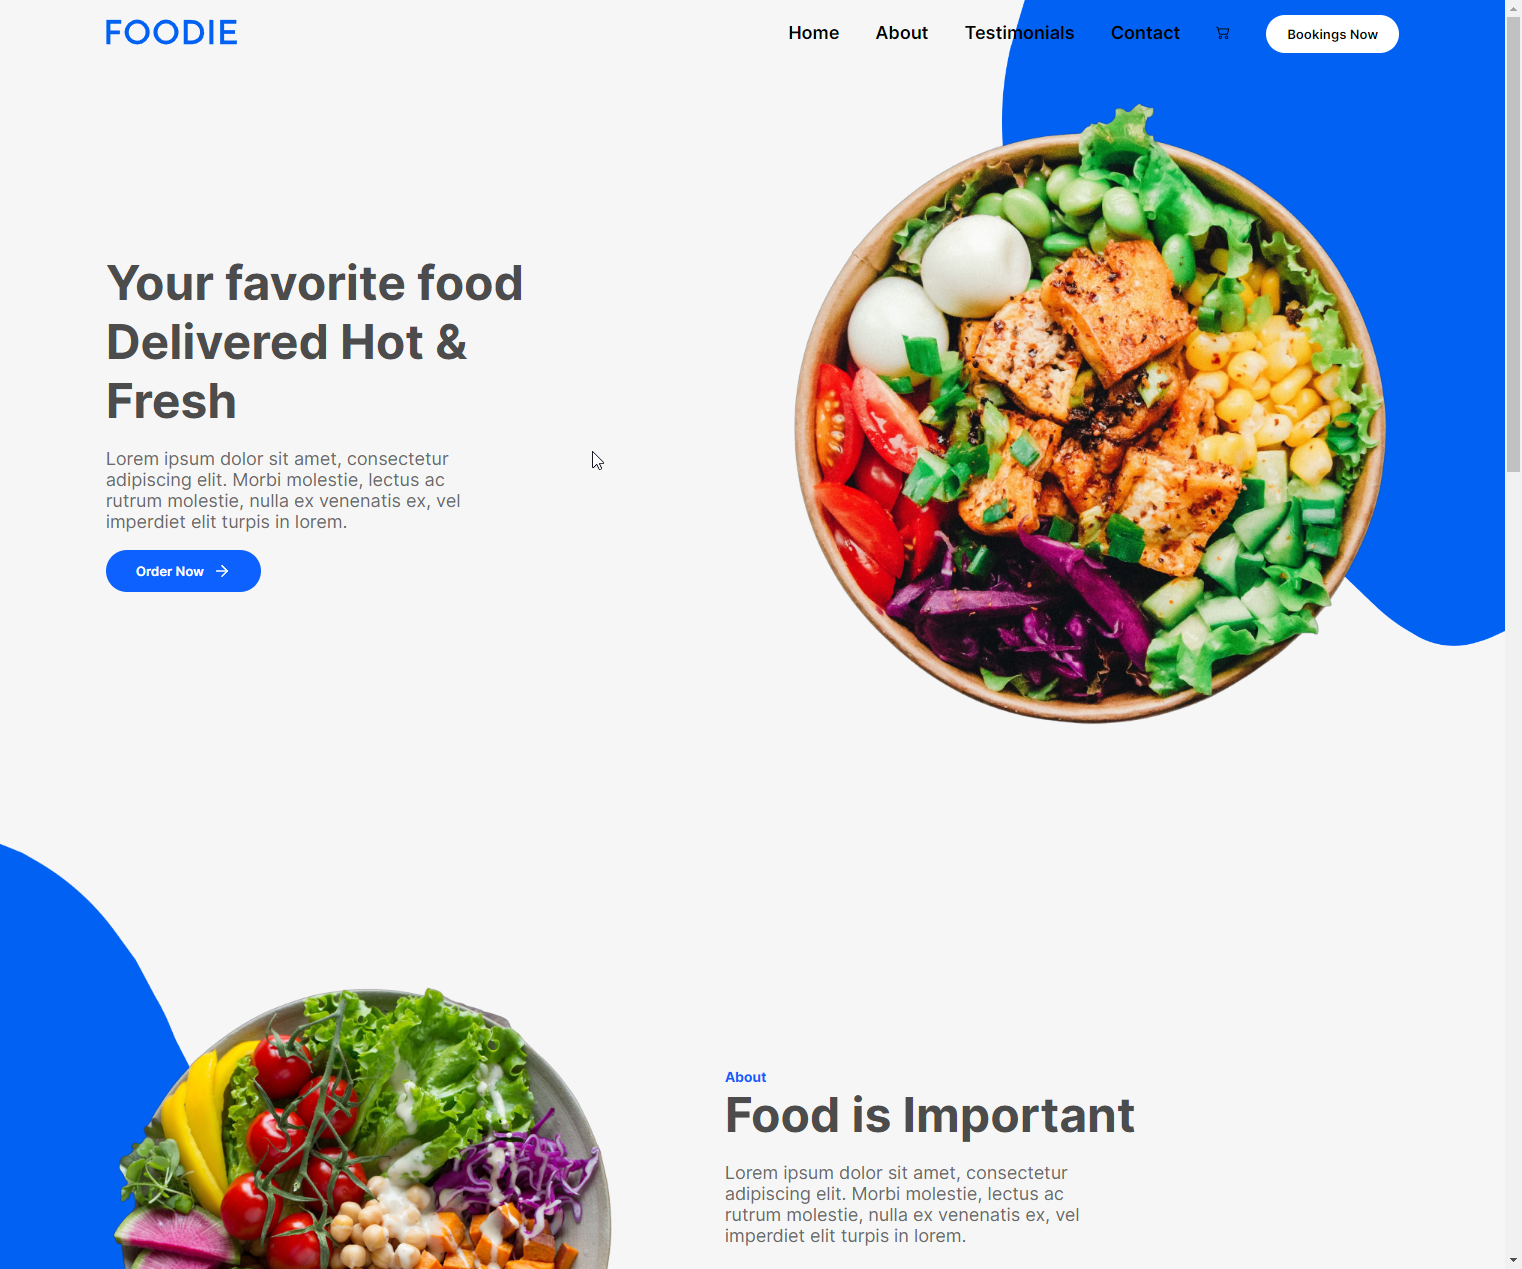 FOODIE
Home About Testimonials Contact Bookings Now
Your favorite food
Delivered Hot &
Fresh
Lorem ipsum dolor sit amet, consectetur
adipiscing elit. Morbi molestie, lectus ac
rutrum molestie, nulla ex venenatis ex, vel
imperdiet elit turpis in lorem.
Order Now
About
Food is Important
Lorem ipsum dolor sit amet, consectetur
adipiscing elit. Morbi molestie, lectus ac
rutrum molestie, nulla ex venenatis ex, vel
imperdiet elit turpis in lorem.